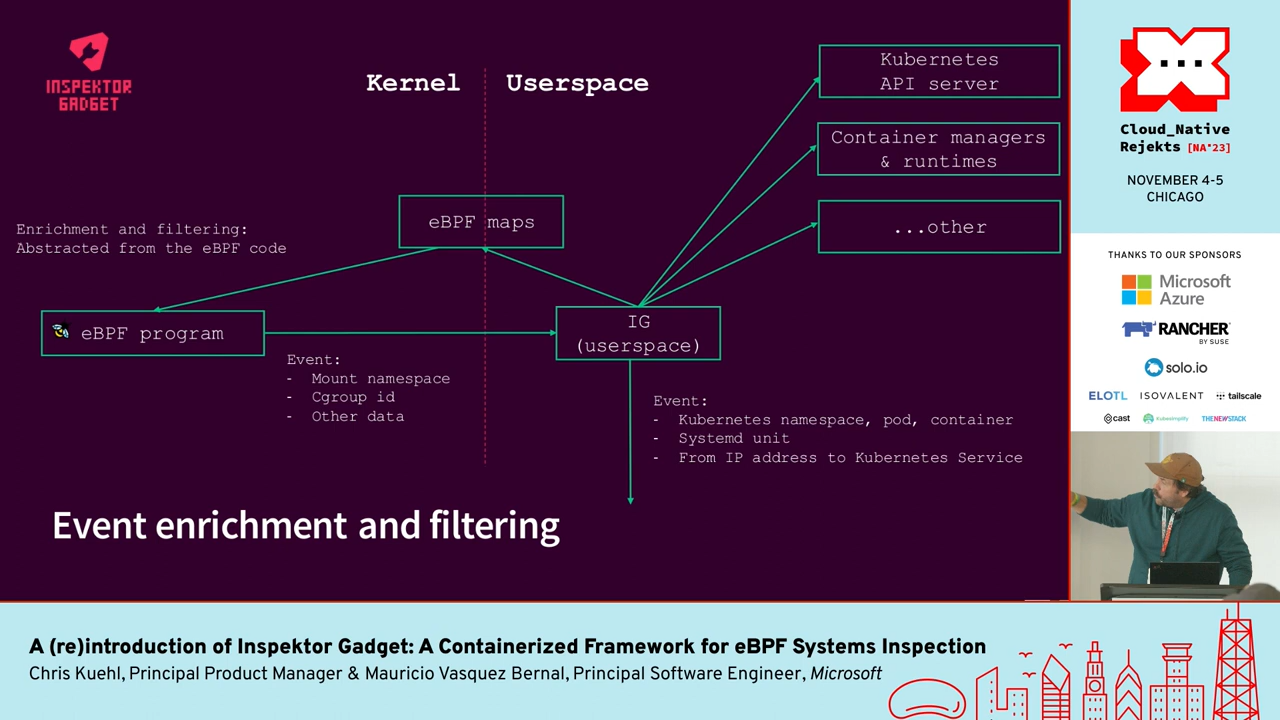 INSPEKTOR
GADGET
Kernel
Userspace
Kubernetes
API server
Container managers
& runtimes
...other
eBPF maps
Enrichment and filtering:
Abstracted from the eBPF code
eBPF program
IG
(userspace)
Event:
- Mount namespace
- Cgroup id
- Other data
Event:
- Kubernetes namespace, pod, container
- Systemd unit
- From IP address to Kubernetes Service
Event enrichment and filtering
Cloud_Native
Rejekts [NA'23]
NOVEMBER 4-5
CHICAGO
THANKS TO OUR SPONSORS
Microsoft
Azure
RANCHER
BY SUSE
solo.io
ELOTL ISOVALENT tailscale
cast kubesimplify THENEWSTACK
A (re)introduction of Inspektor Gadget: A Containerized Framework for eBPF Systems Inspection
Chris Kuehl, Principal Product Manager & Mauricio Vasquez Bernal, Principal Software Engineer, Microsoft